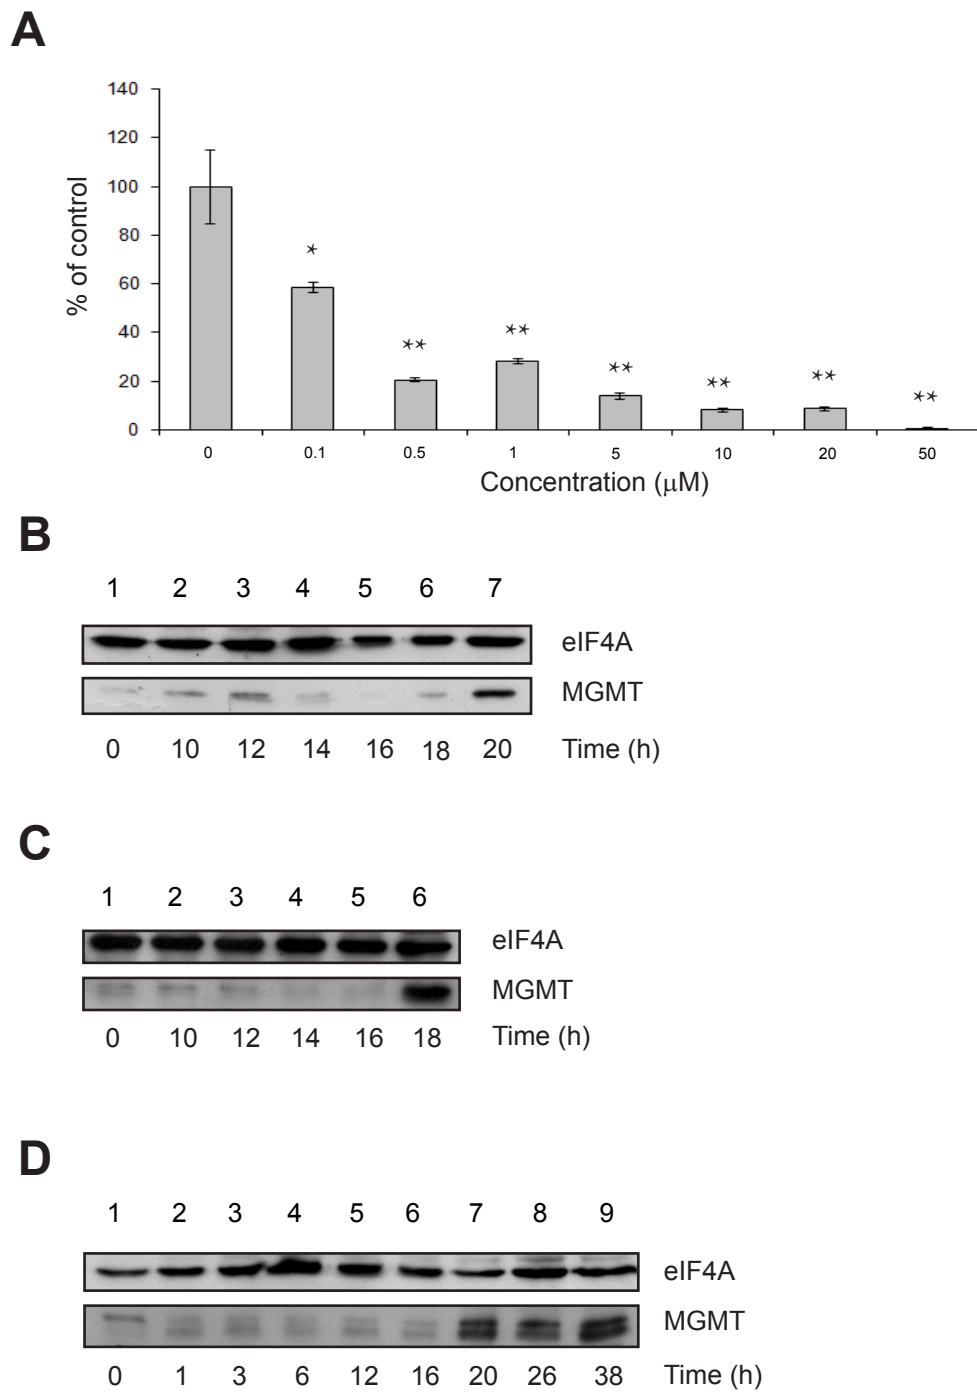 A
140
120
100
80
60
40
20
0
% of control
*
**
**
**
**
**
**
0 0.1 0.5 1 5 10 20 50
Concentration (μM)
B
1 2 3 4 5 6 7
eIF4A
MGMT
0 10 12 14 16 18 20 Time (h)
C
1 2 3 4 5 6
eIF4A
MGMT
0 10 12 14 16 18 Time (h)
D
1 2 3 4 5 6 7 8 9
eIF4A
MGMT
0 1 3 6 12 16 20 26 38 Time (h)